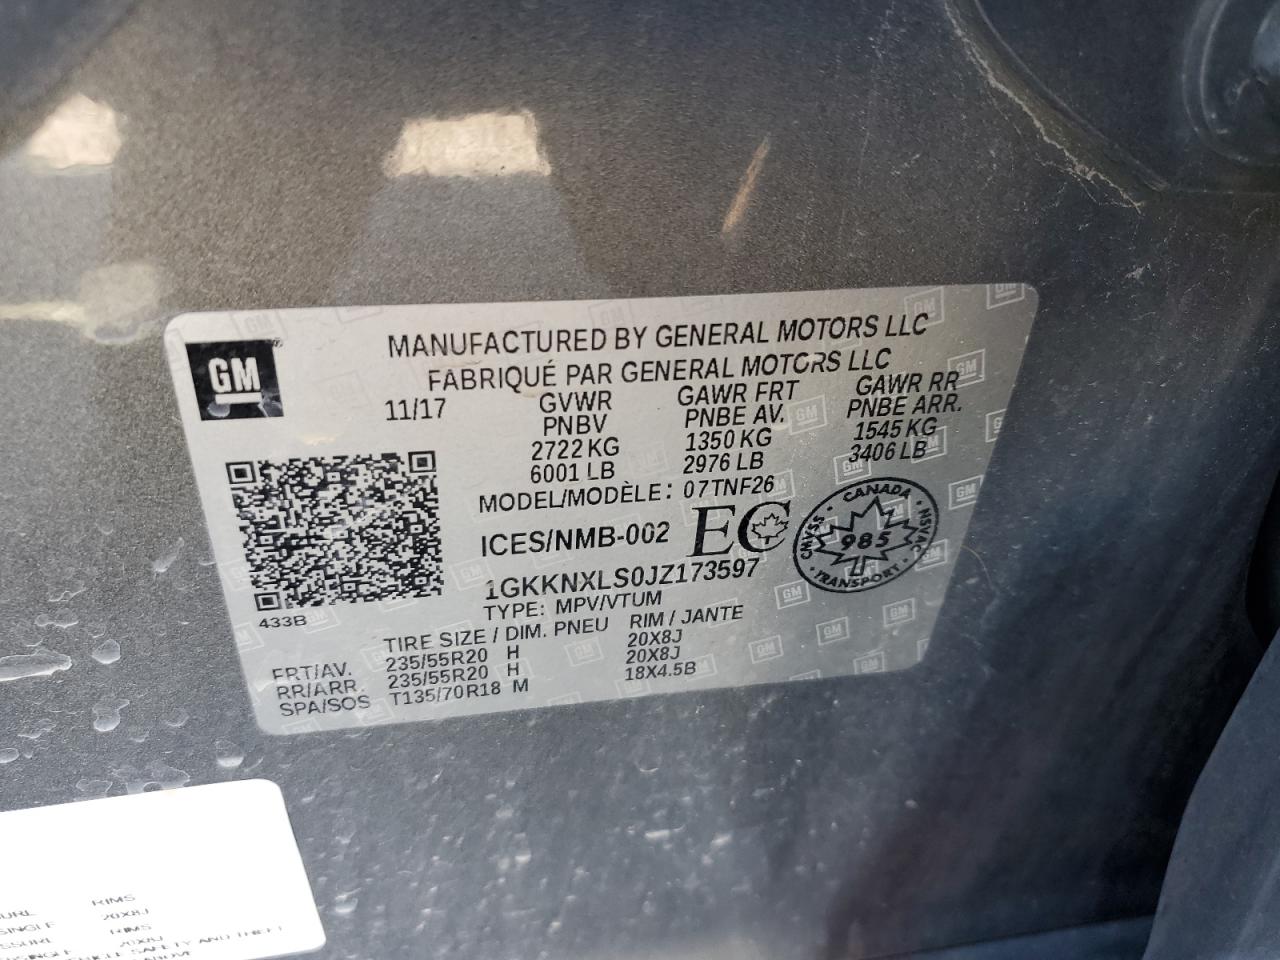 GM
MANUFACTURED BY GENERAL MOTORS LLC
FABRIQUÉ PAR GENERAL MOTORS LLC
11/17 GVWR GAWR FRT GAWR RR
PNBV PNBE AV. PNBE ARR.
2722 KG 1350 KG 1545 KG
6001 LB 2976 LB 3406 LB
MODEL/MODÈLE: 07TNF26
ICES/NMB-002 EC
CANADA
CMVSS 985 NSVAC
TRANSPORT
1GKKNXLS0JZ173597
TYPE: MPV/VTUM
433B
TIRE SIZE / DIM. PNEU RIM / JANTE
FRT/AV. 235/55R20 H 20X8J
RR/ARR. 235/55R20 H 20X8J
SPA/SOS T135/70R18 M 18X4.5B
RIMS
20X8J
RIMS
20X8J
SAFETY AND THEFT
ABOVE